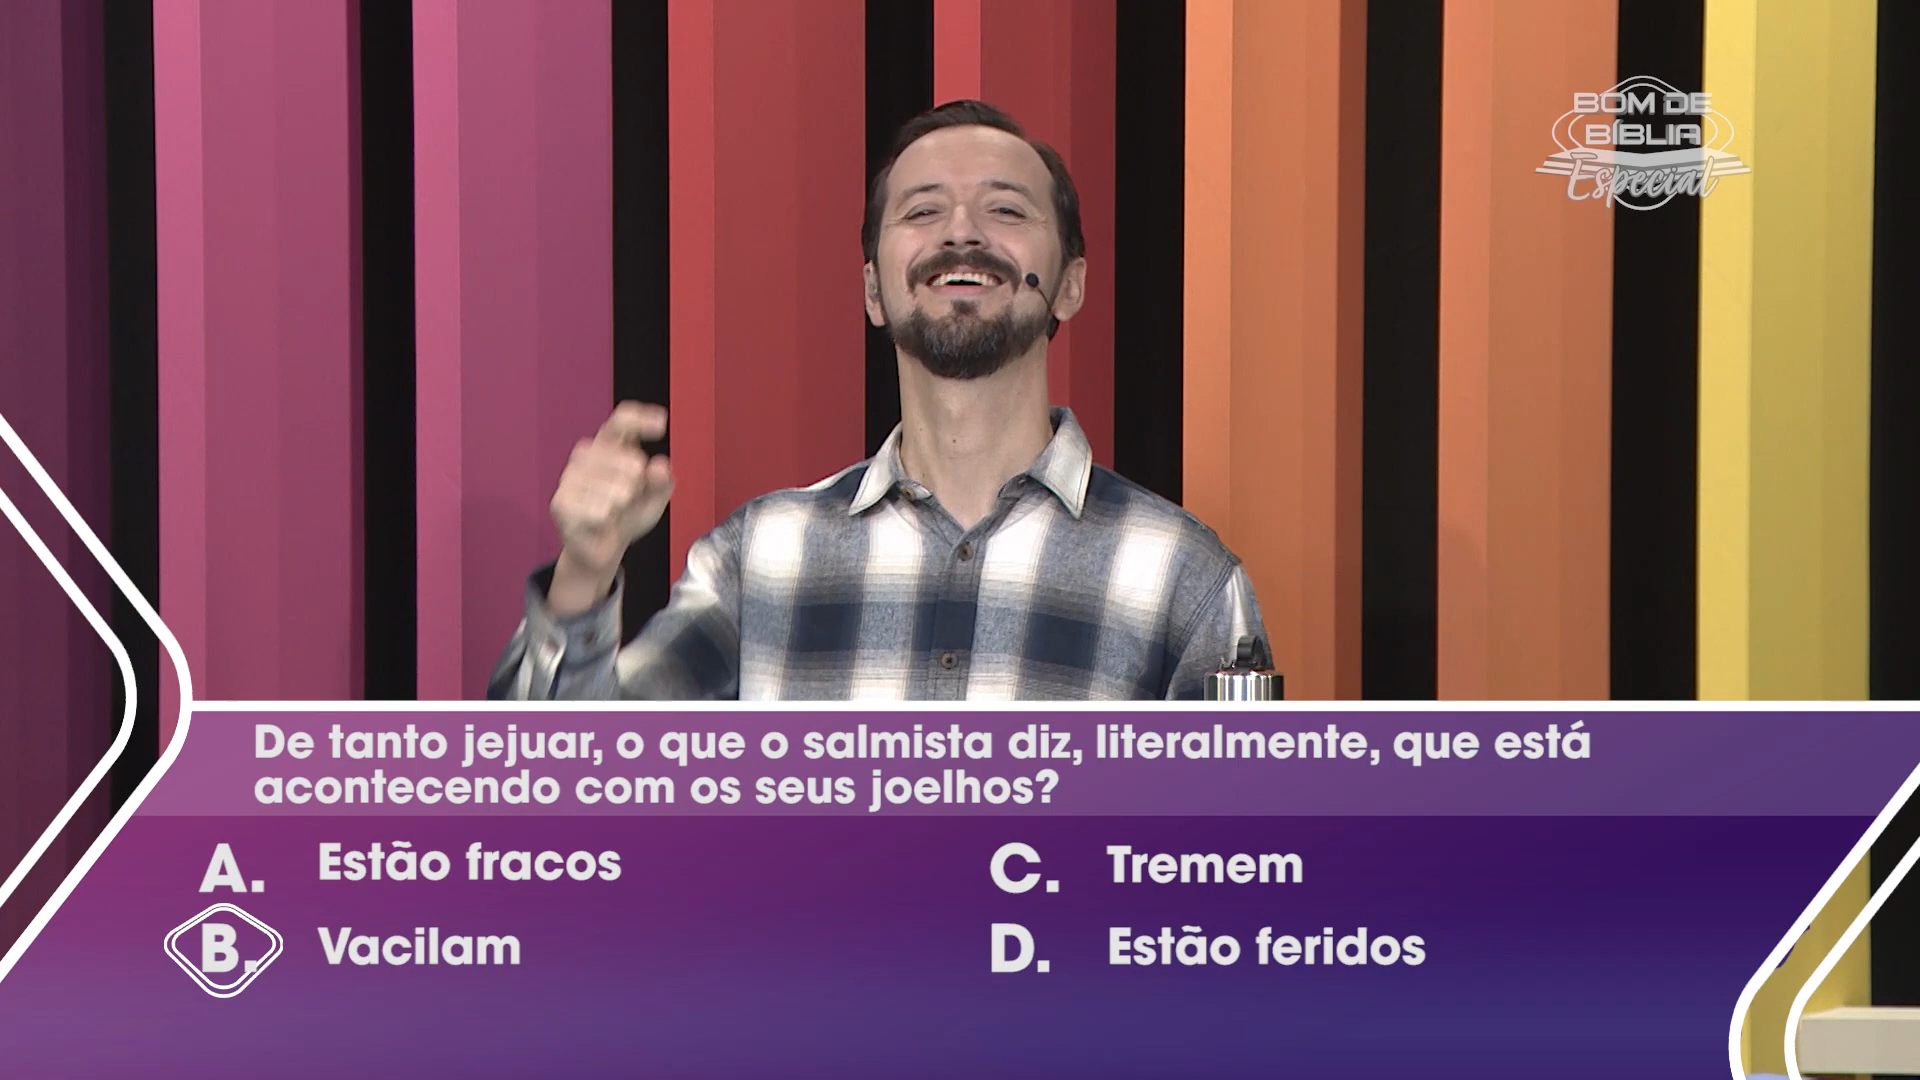 BOM DE
BÍBLIA
Especial
De tanto jejuar, o que o salmista diz, literalmente, que está
acontecendo com os seus joelhos?
A. Estão fracos
B. Vacilam
C. Tremem
D. Estão feridos